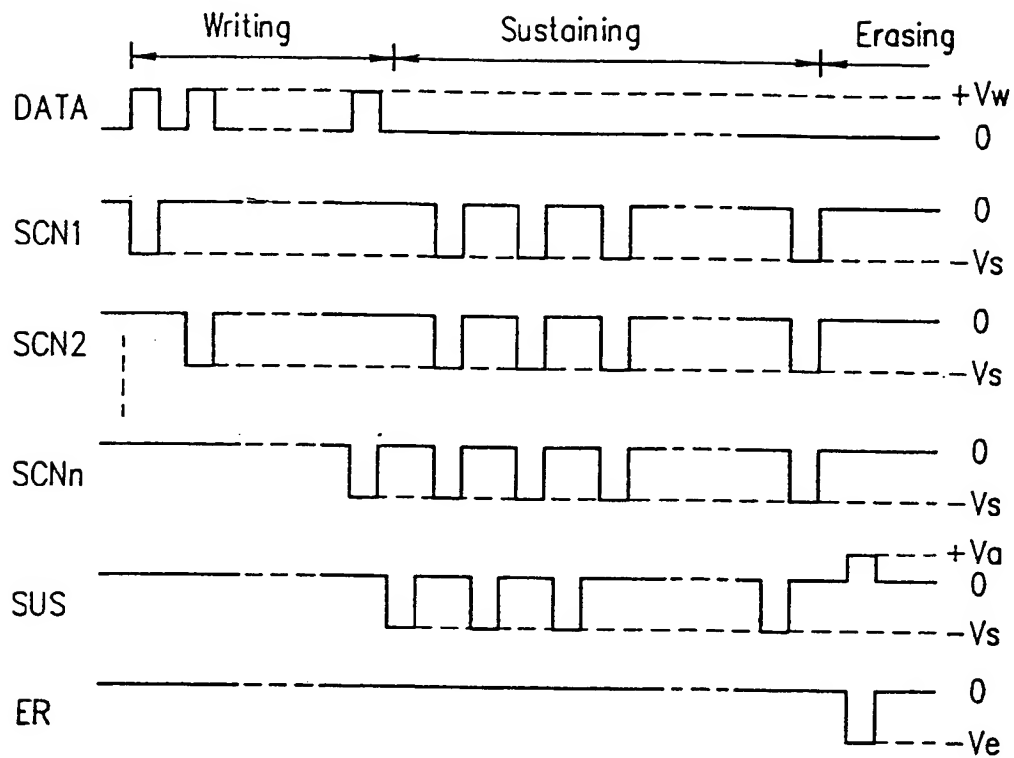 Writing Sustaining Erasing
DATA +Vw
0
SCN1 0
−Vs
SCN2 0
−Vs
SCNn 0
−Vs
+Va
SUS 0
−Vs
ER 0
−Ve